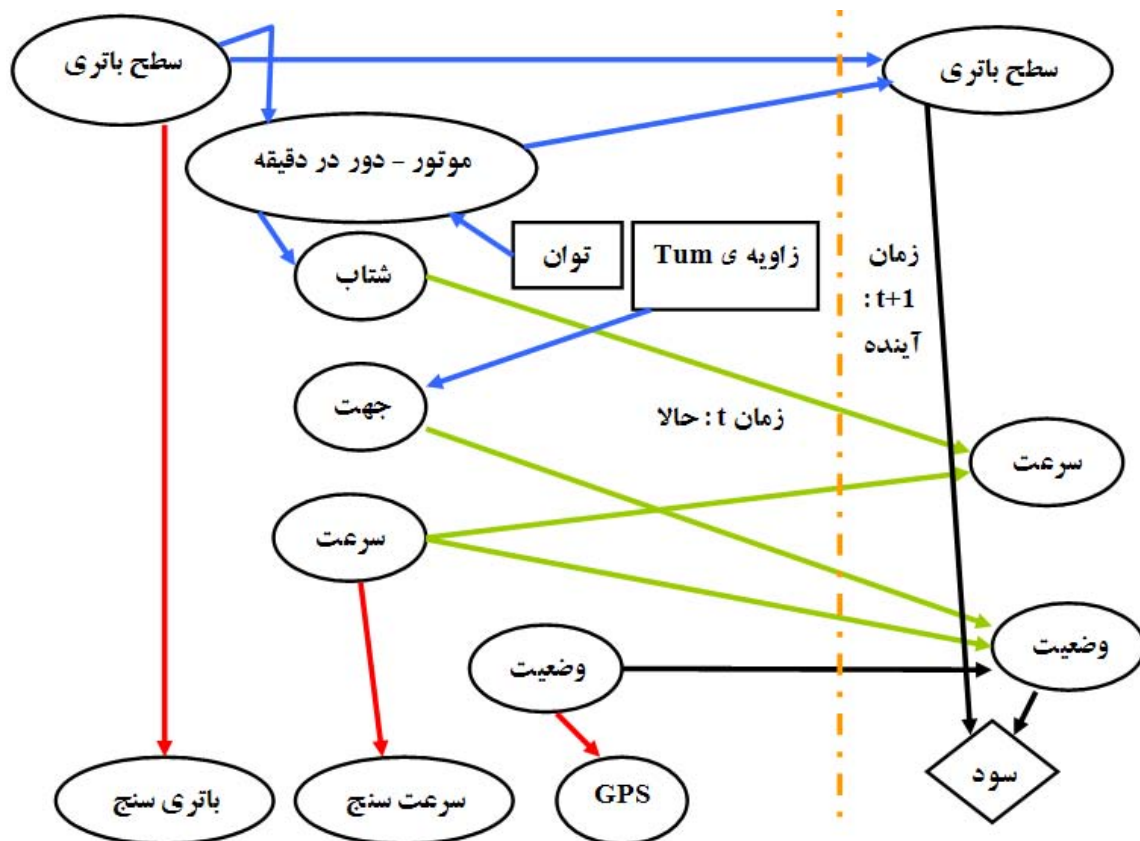 سطح باتری
سطح باتری
موتور – دور در دقیقه
توان
زاویه ی Tum
شتاب
زمان
t+1 :
آینده
جهت
زمان t : حالا
سرعت
سرعت
وضعیت
وضعیت
باتری سنج
سرعت سنج
GPS
سود